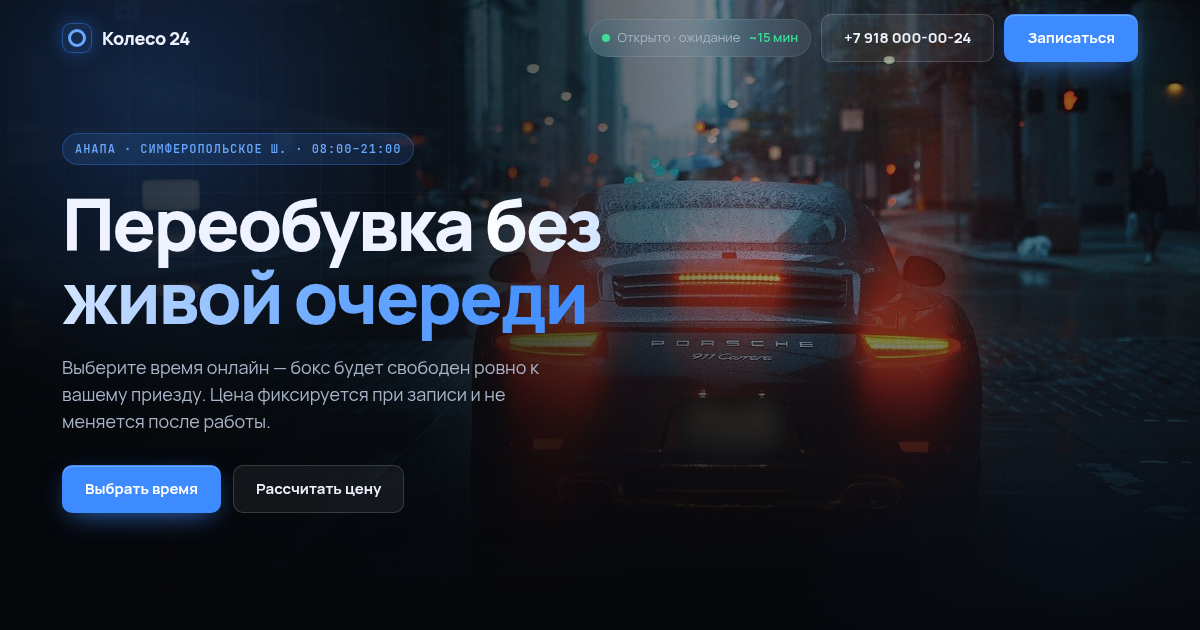 Колесо 24
Открыто · ожидание ~15 мин
+7 918 000-00-24
Записаться
АНАПА · СИМФЕРОПОЛЬСКОЕ Ш. · 08:00–21:00
Переобувка без
живой очереди
Выберите время онлайн — бокс будет свободен ровно к
вашему приезду. Цена фиксируется при записи и не
меняется после работы.
Выбрать время
Рассчитать цену
PORSCHE
911 Carrera